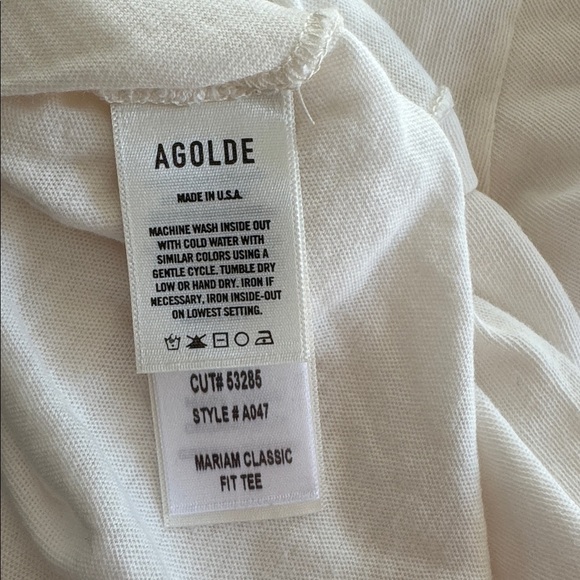 AGOLDE
MADE IN U.S.A.
MACHINE WASH INSIDE OUT
WITH COLD WATER WITH
SIMILAR COLORS USING A
GENTLE CYCLE. TUMBLE DRY
LOW OR HAND DRY. IRON IF
NECESSARY, IRON INSIDE-OUT
ON LOWEST SETTING.
CUT# 53285
STYLE # A047
MARIAM CLASSIC
FIT TEE